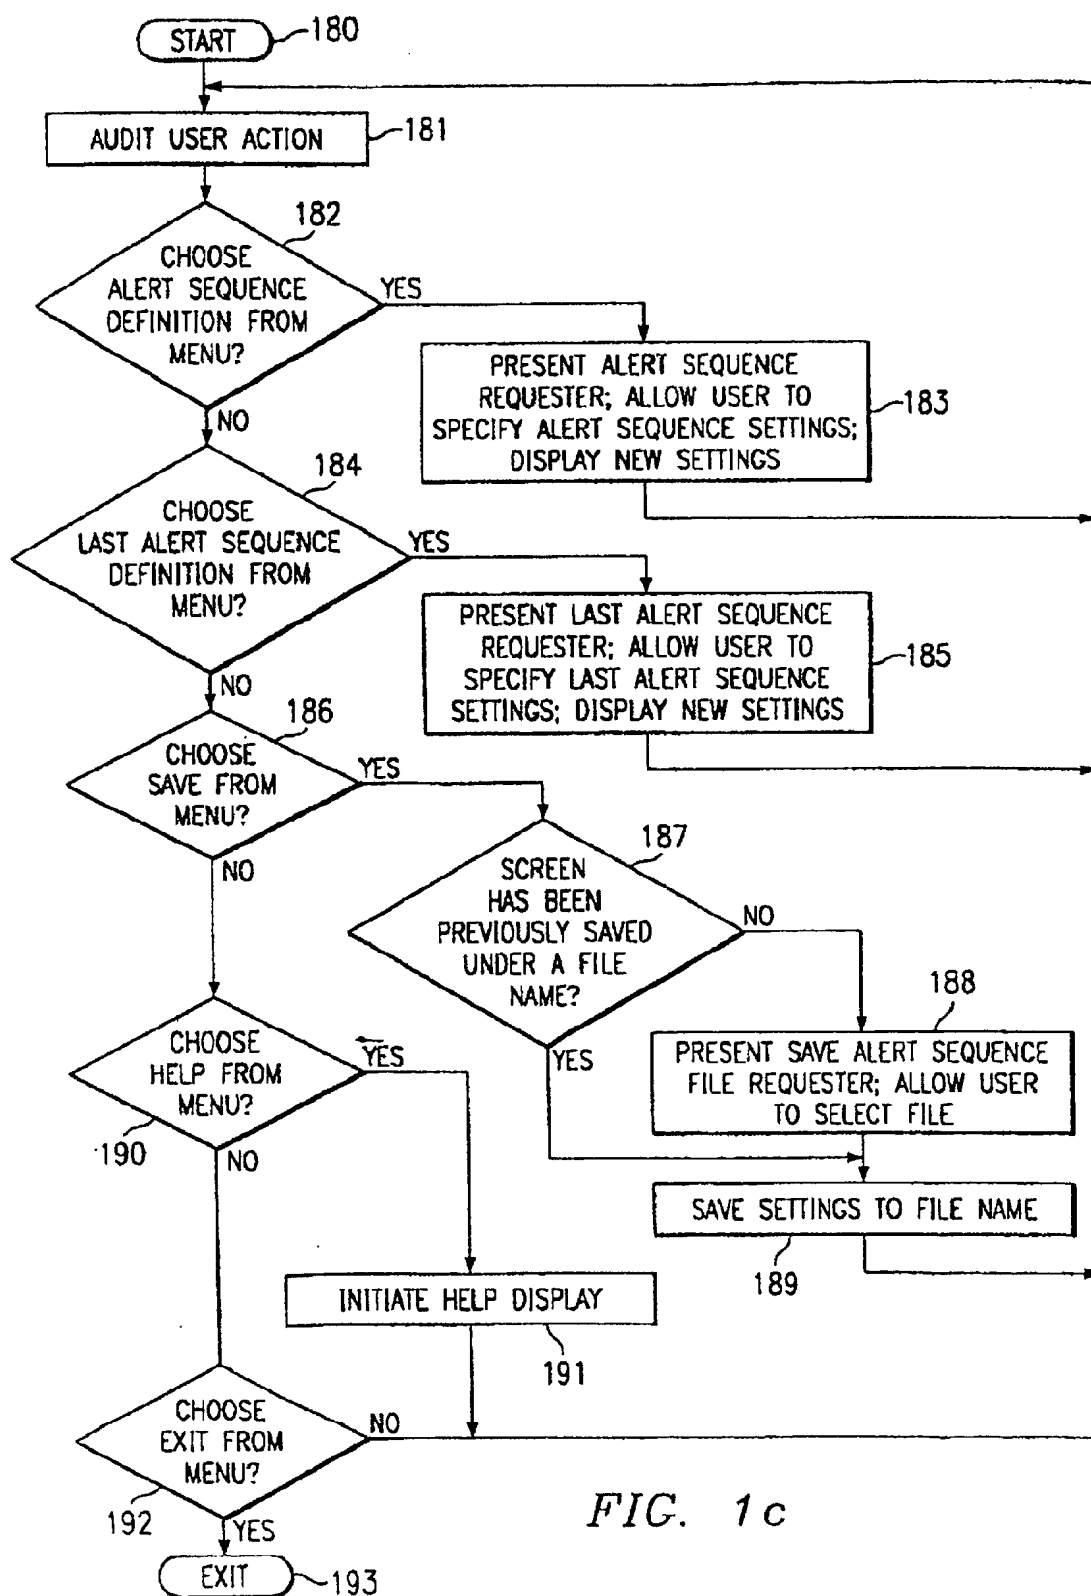 START
180
AUDIT USER ACTION
181
182
CHOOSE
ALERT SEQUENCE
DEFINITION FROM
MENU?
YES
NO
PRESENT ALERT SEQUENCE
REQUESTER; ALLOW USER TO
SPECIFY ALERT SEQUENCE SETTINGS;
DISPLAY NEW SETTINGS
183
184
CHOOSE
LAST ALERT SEQUENCE
DEFINITION FROM
MENU?
YES
NO
PRESENT LAST ALERT SEQUENCE
REQUESTER; ALLOW USER TO
SPECIFY LAST ALERT SEQUENCE
SETTINGS; DISPLAY NEW SETTINGS
185
186
CHOOSE
SAVE FROM
MENU?
YES
NO
187
SCREEN
HAS BEEN
PREVIOUSLY SAVED
UNDER A FILE
NAME?
NO
YES
188
PRESENT SAVE ALERT SEQUENCE
FILE REQUESTER; ALLOW USER
TO SELECT FILE
SAVE SETTINGS TO FILE NAME
189
CHOOSE
HELP FROM
MENU?
YES
190
NO
INITIATE HELP DISPLAY
191
CHOOSE
EXIT FROM
MENU?
NO
192
YES
EXIT
193
FIG. 1c